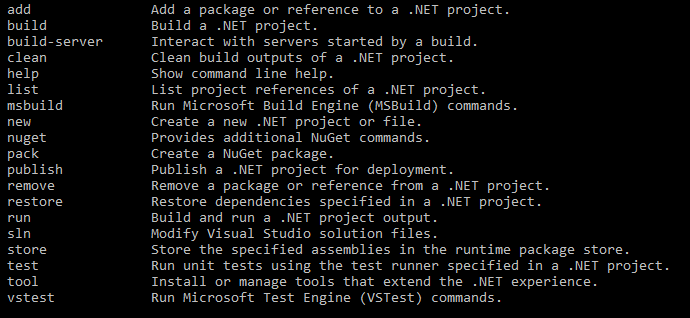 add Add a package or reference to a .NET project.
build Build a .NET project.
build-server Interact with servers started by a build.
clean Clean build outputs of a .NET project.
help Show command line help.
list List project references of a .NET project.
msbuild Run Microsoft Build Engine (MSBuild) commands.
new Create a new .NET project or file.
nuget Provides additional NuGet commands.
pack Create a NuGet package.
publish Publish a .NET project for deployment.
remove Remove a package or reference from a .NET project.
restore Restore dependencies specified in a .NET project.
run Build and run a .NET project output.
sln Modify Visual Studio solution files.
store Store the specified assemblies in the runtime package store.
test Run unit tests using the test runner specified in a .NET project.
tool Install or manage tools that extend the .NET experience.
vstest Run Microsoft Test Engine (VSTest) commands.